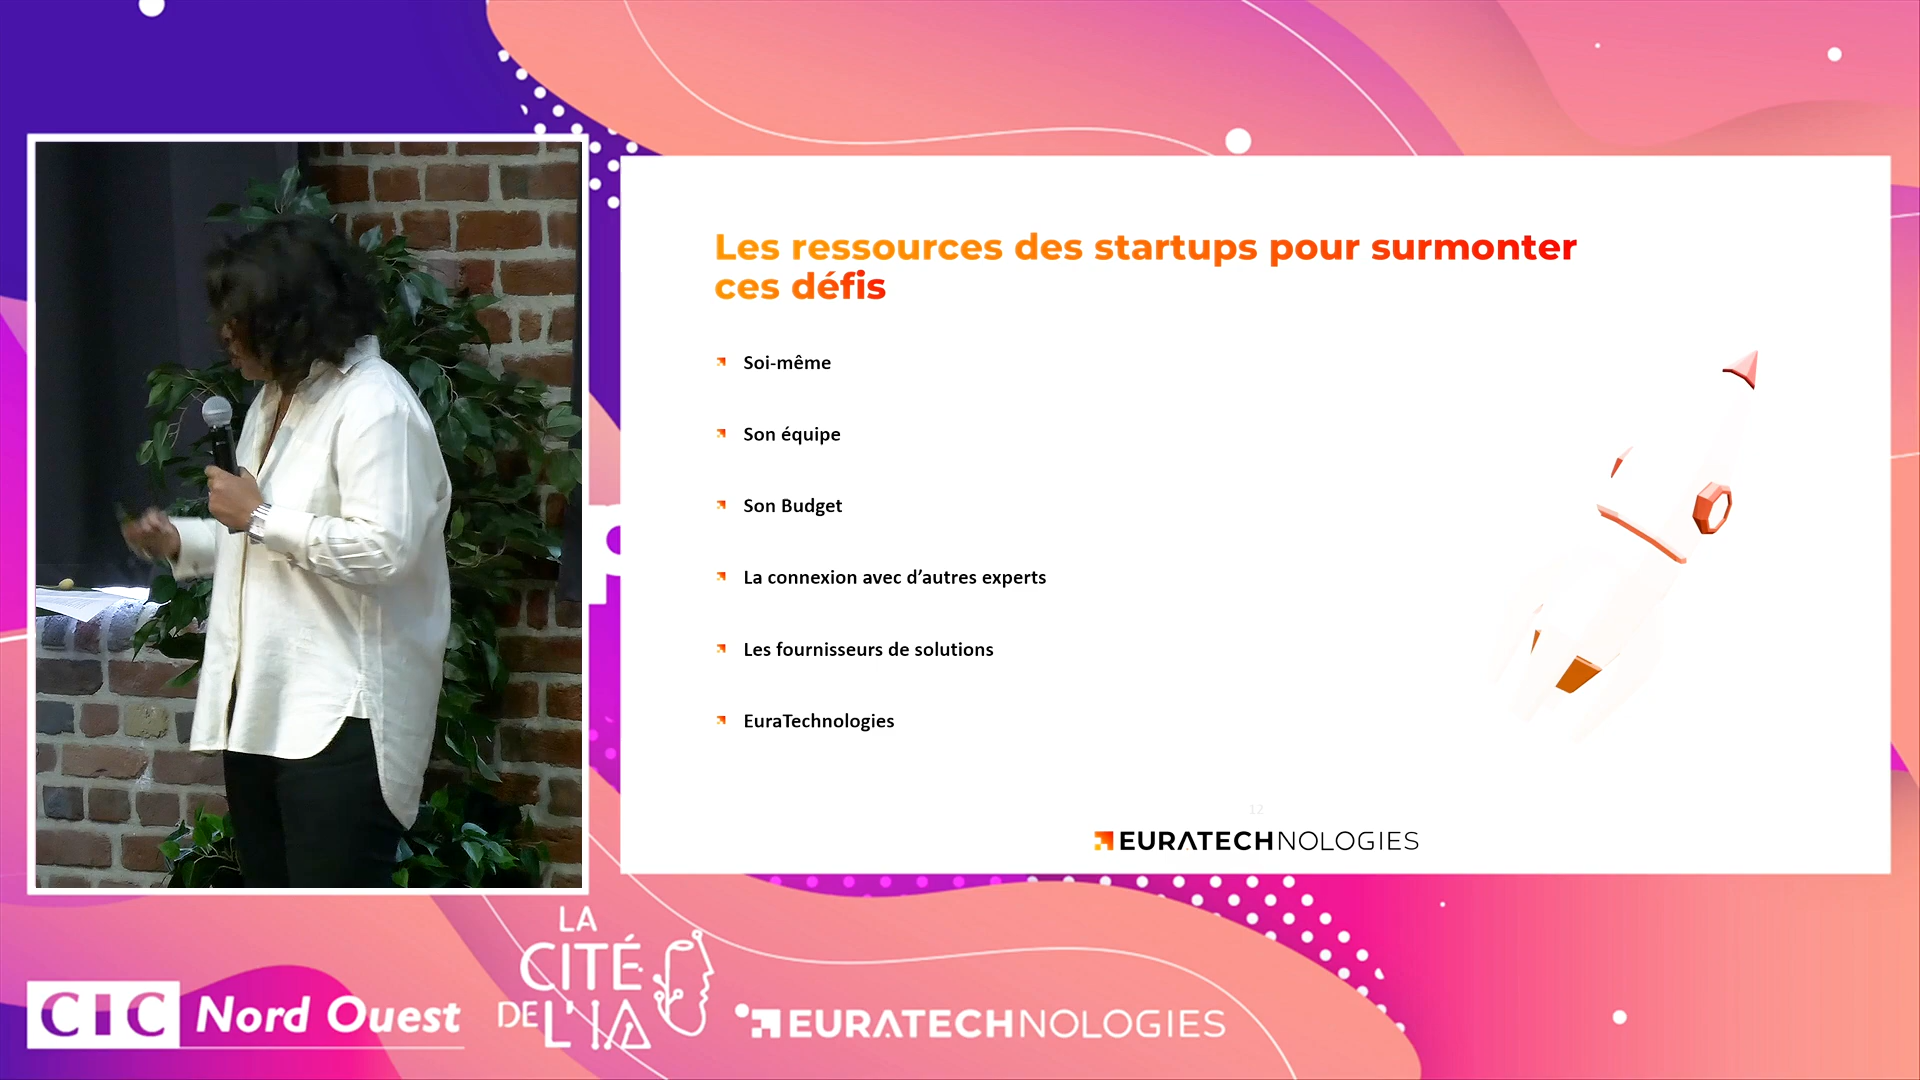 Les ressources des startups pour surmonter
ces défis
Soi-même
Son équipe
Son Budget
La connexion avec d’autres experts
Les fournisseurs de solutions
EuraTechnologies
12
EURATECHNOLOGIES
CIC Nord Ouest
LA
CITÉ
DE L'IA
EURATECHNOLOGIES